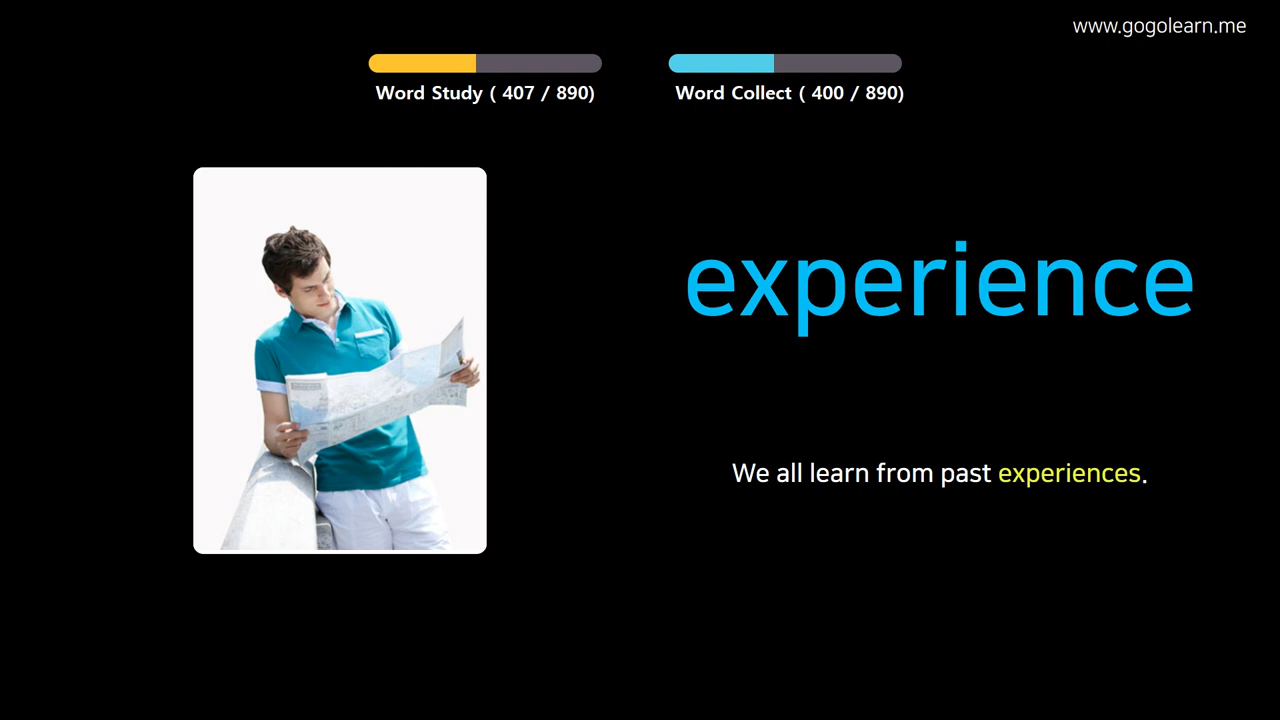 www.gogolearn.me
Word Study ( 407 / 890)
Word Collect ( 400 / 890)
experience
We all learn from past experiences.